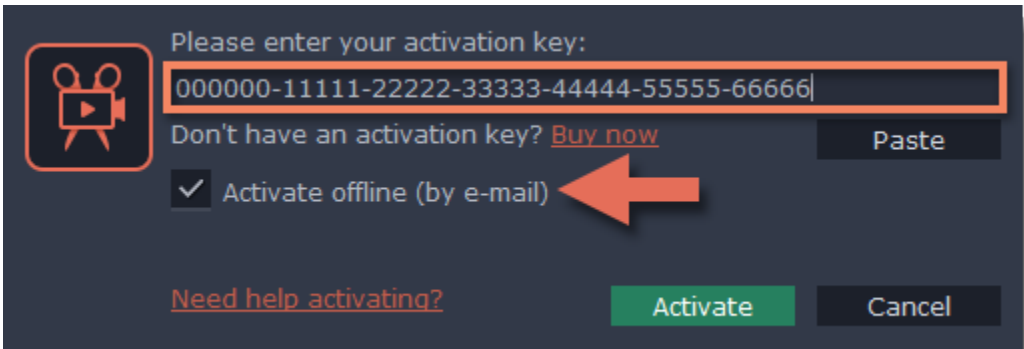 Please enter your activation key:
000000-11111-22222-33333-44444-55555-66666
Don't have an activation key? Buy now
Paste
Activate offline (by e-mail)
Need help activating?
Activate
Cancel